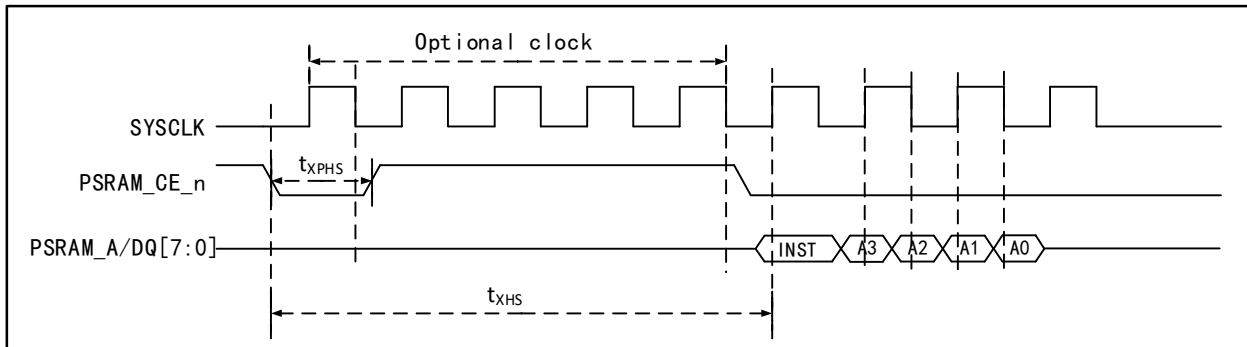 Optional clock
SYSCLK
tXPHS
PSRAM_CE_n
PSRAM_A/DQ[7:0]
INST A3 A2 A1 A0
tXHS